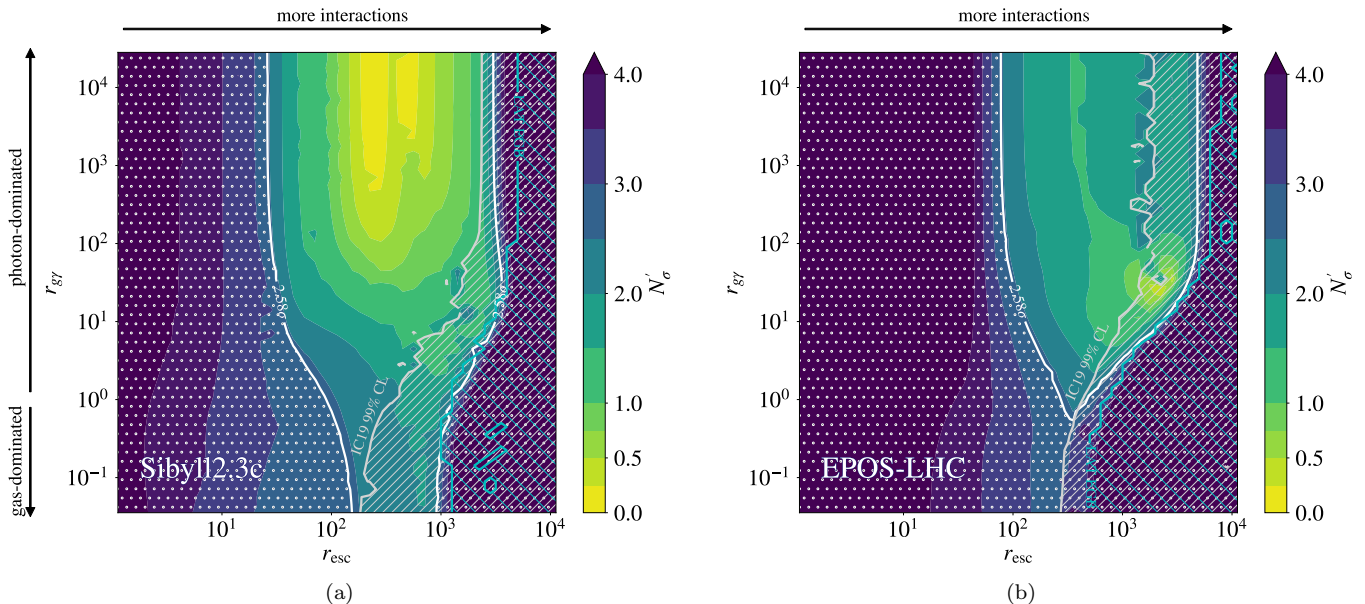 more interactions
photon-dominated
gas-dominated
r_gγ
10^4
10^3
10^2
10^1
10^0
10^-1
2.58σ
2.58σ
IC19 99% CL
Sibyll2.3c
10^1
10^2
10^3
10^4
r_esc
4.0
3.0
2.0
1.0
0.5
0.0
N'_σ
(a)
more interactions
r_gγ
10^4
10^3
10^2
10^1
10^0
10^-1
2.58σ
IC19 99% CL
EPOS-LHC
10^1
10^2
10^3
10^4
r_esc
4.0
3.0
2.0
1.0
0.5
0.0
N'_σ
(b)